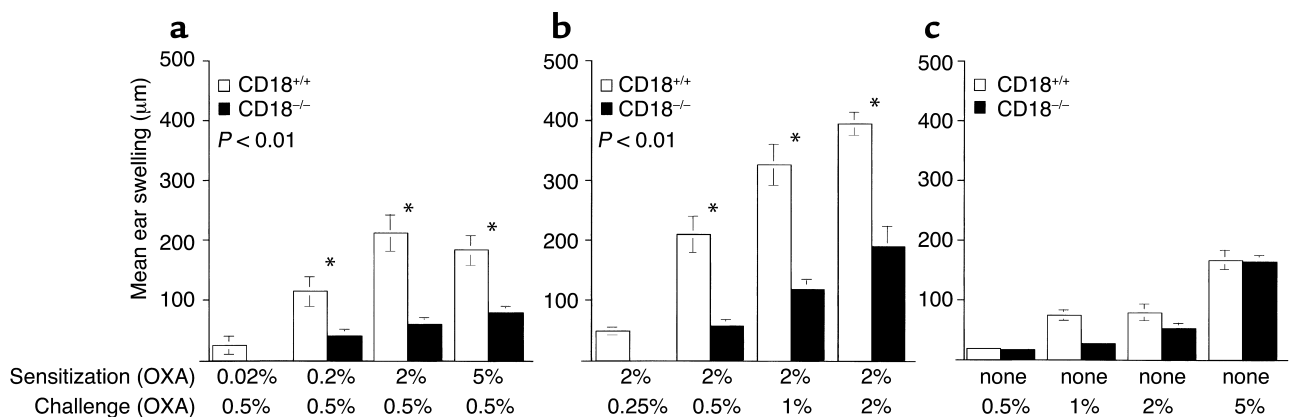 a b c
500 500 500
CD18+/+ CD18+/+ CD18+/+
CD18−/− CD18−/− CD18−/−
400 400 400
P < 0.01 P < 0.01
* * * *
300 300 300
* * *
200 200 200
100 100 100
Mean ear swelling (μm)
Sensitization (OXA) 0.02% 0.2% 2% 5% 2% 2% 2% 2% none none none none
Challenge (OXA) 0.5% 0.5% 0.5% 0.5% 0.25% 0.5% 1% 2% 0.5% 1% 2% 5%